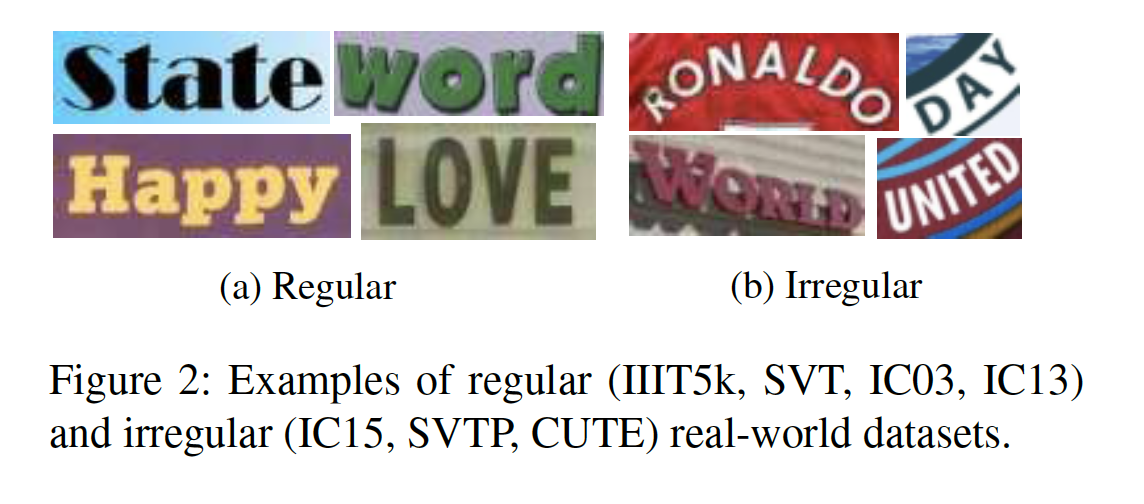 State word
Happy LOVE
RONALDO DAY
WORLD UNITED
(a) Regular
(b) Irregular
Figure 2: Examples of regular (IIIT5k, SVT, IC03, IC13)
and irregular (IC15, SVTP, CUTE) real-world datasets.